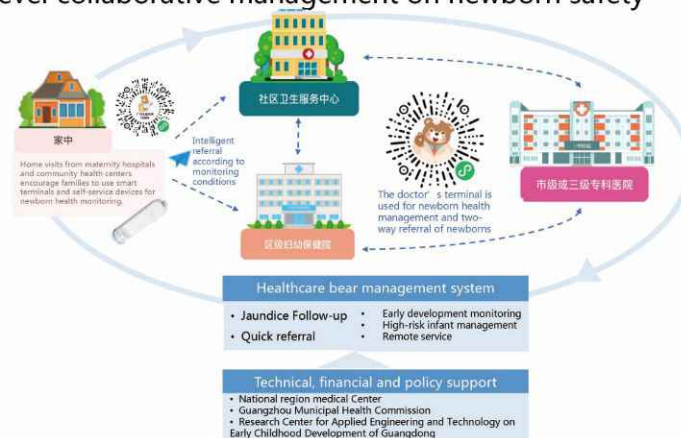 level collaborative management on newborn safety
社区卫生服务中心
家中
Home visits from maternity hospitals
and community health centers
encourage families to use smart
terminals and self-service devices for
newborn health monitoring.
Intelligent
referral
according to
monitoring
conditions
区级妇幼保健院
The doctor's terminal is
used for newborn health
management and two-
way referral of newborns
市级或三级专科医院
Healthcare bear management system
• Jaundice Follow-up
• Quick referral
• Early development monitoring
• High-risk infant management
• Remote service
Technical, financial and policy support
• National region medical Center
• Guangzhou Municipal Health Commission
• Research Center for Applied Engineering and Technology on
Early Childhood Development of Guangdong